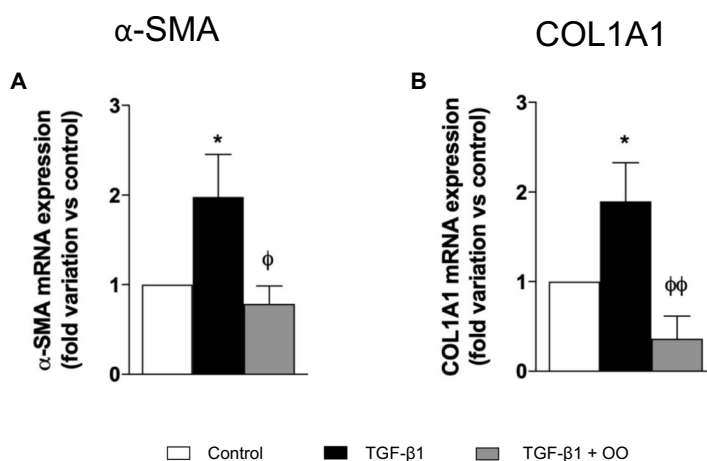 α-SMA
COL1A1
A
B
α-SMA mRNA expression
(fold variation vs control)
3
2
1
0
*
ϕ
COL1A1 mRNA expression
(fold variation vs control)
3
2
1
0
*
ϕϕ
Control
TGF-β1
TGF-β1 + OO